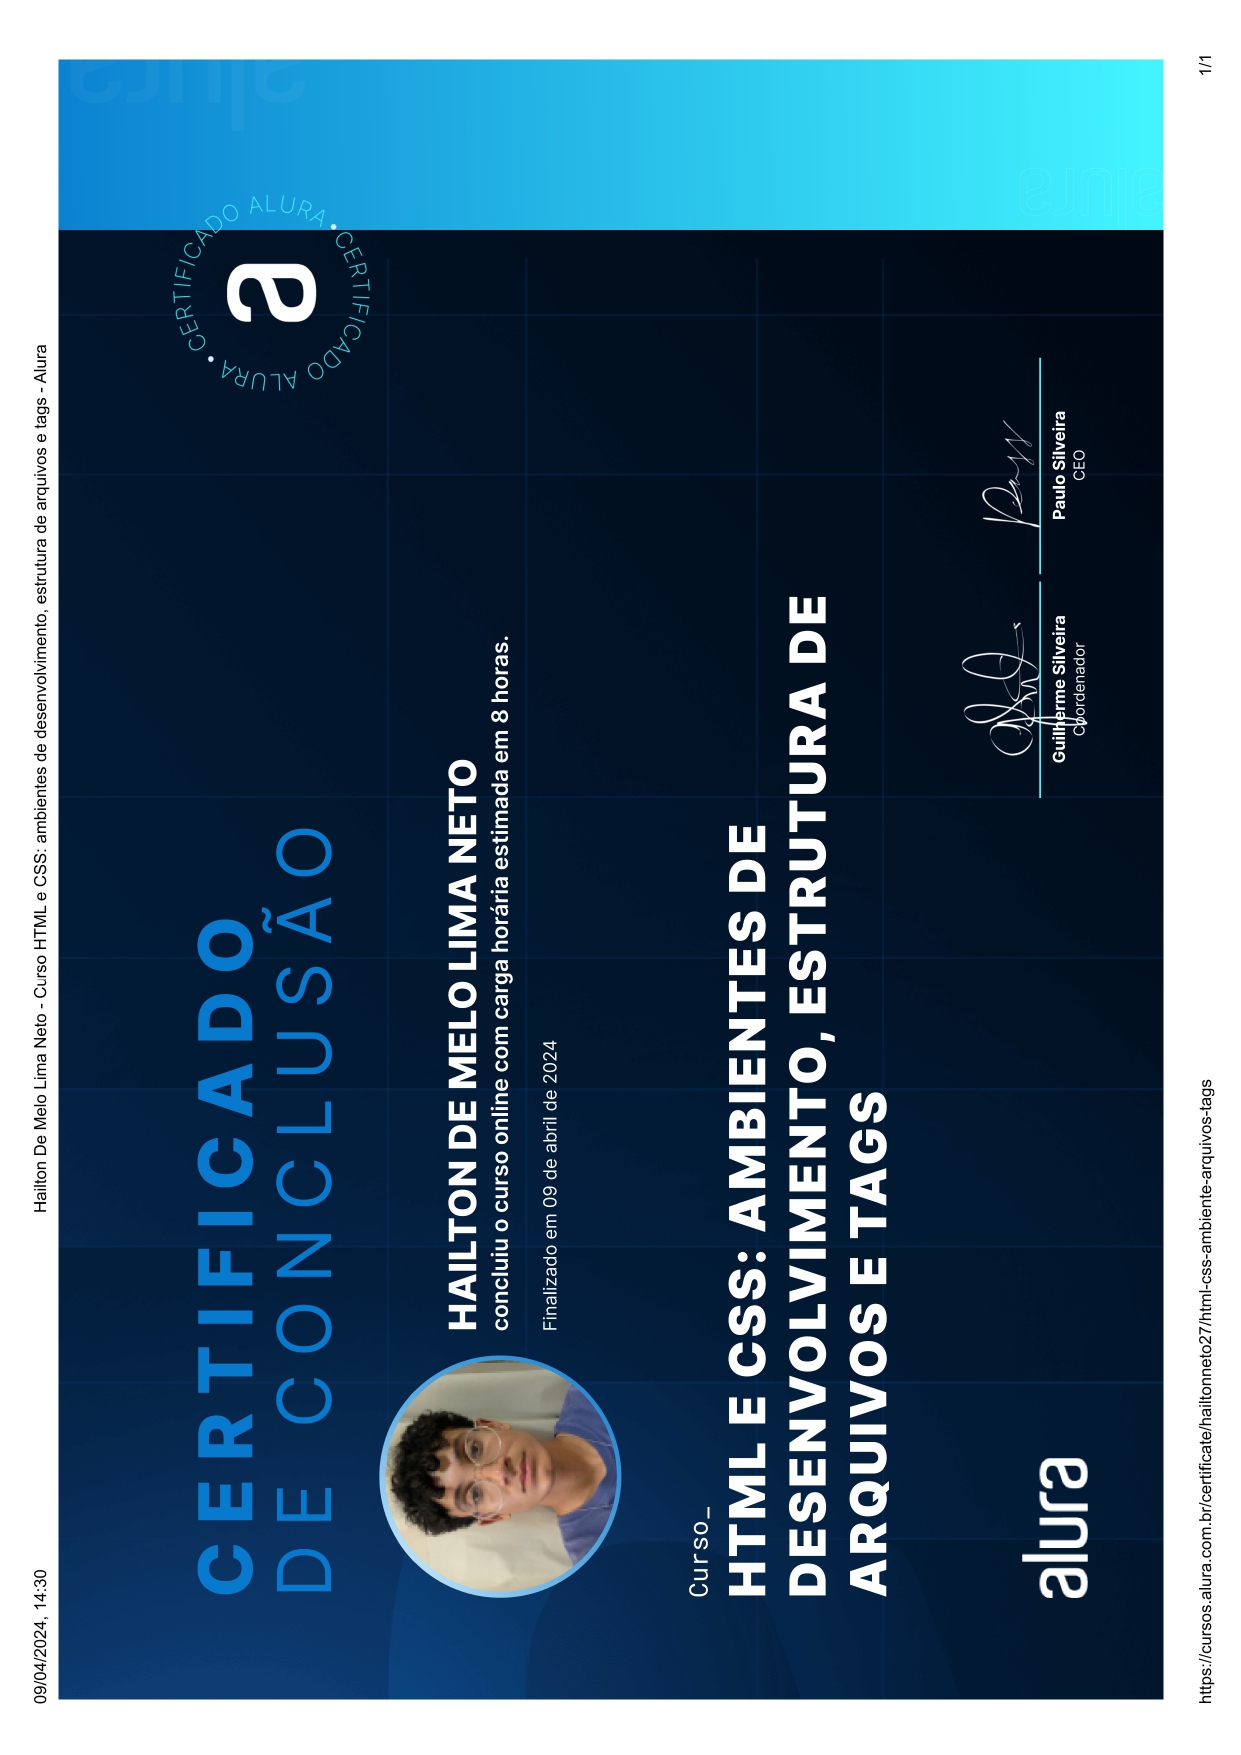 09/04/2024, 14:30
Hailton De Melo Lima Neto - Curso HTML e CSS: ambientes de desenvolvimento, estrutura de arquivos e tags - Alura
CERTIFICADO
DE CONCLUSÃO
CERTIFICADO ALURA • CERTIFICADO ALURA •
a
HAILTON DE MELO LIMA NETO
concluiu o curso online com carga horária estimada em 8 horas.
Finalizado em 09 de abril de 2024
Curso_
HTML E CSS: AMBIENTES DE
DESENVOLVIMENTO, ESTRUTURA DE
ARQUIVOS E TAGS
alura
Guilherme Silveira
Coordenador
Paulo Silveira
CEO
alura
alura
https://cursos.alura.com.br/certificate/hailtonneto27/html-css-ambiente-arquivos-tags
1/1